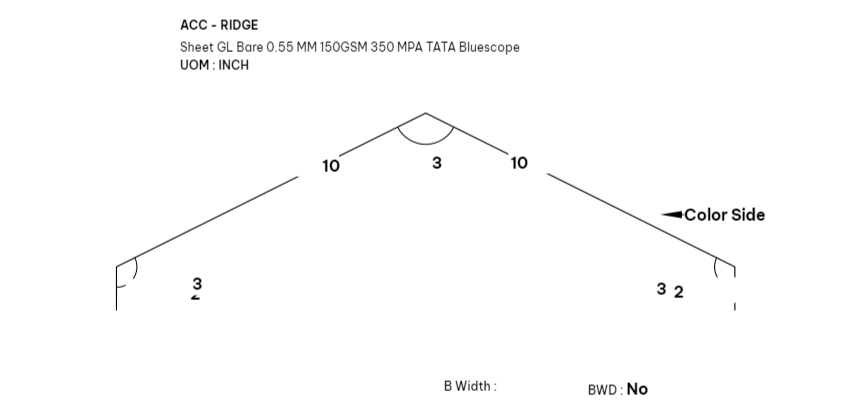 ACC - RIDGE
Sheet GL Bare 0.55 MM 150GSM 350 MPA TATA Bluescope
UOM : INCH
10 3 10
Color Side
3 3 2
B Width : BWD : No